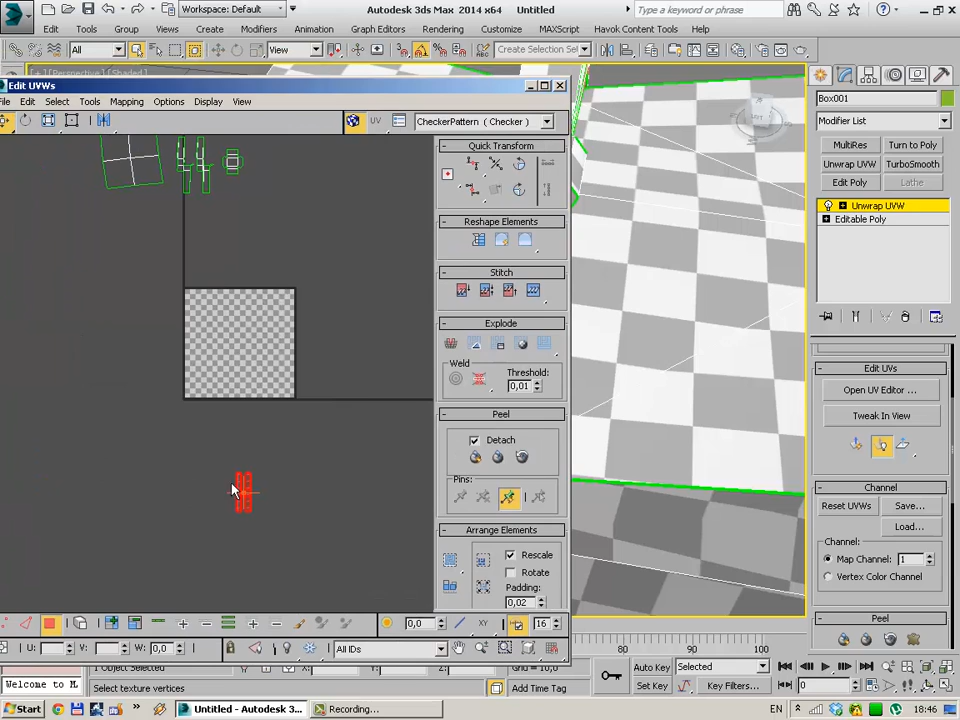 Workspace: Default
Autodesk 3ds Max  2014 x64    Untitled
Type a keyword or phrase
Edit
Tools
Group
Views
Create
Modifiers
Animation
Graph Editors
Rendering
Customize
MAXScript
Havok Content Tools
Help
All
View
Create Selection Se
[+] [Perspective] [Shaded]
Edit UVWs
File
Edit
Select
Tools
Mapping
Options
Display
View
UV
CheckerPattern  ( Checker )
Quick Transform
Reshape Elements
Stitch
Explode
Weld
Threshold:
0,01
Peel
Detach
Pins:
Arrange Elements
Rescale
Rotate
Padding:
0,02
0,0
XY
16
U:
V:
W: 0,0
All IDs
Box001
Modifier List
MultiRes
Turn to Poly
Unwrap UVW
TurboSmooth
Edit Poly
Lathe
Unwrap UVW
Editable Poly
Edit UVs
Open UV Editor ...
Tweak In View
Channel
Reset UVWs
Save...
Load...
Channel:
Map Channel:
1
Vertex Color Channel
Peel
80
90
100
1 Object Selected
X:
Y:
Z:
Grid = 10,0
Auto Key
Selected
Welcome to M
Select texture vertices
Add Time Tag
Set Key
Key Filters...
0
Start
Untitled - Autodesk 3...
Recording...
EN
18:46